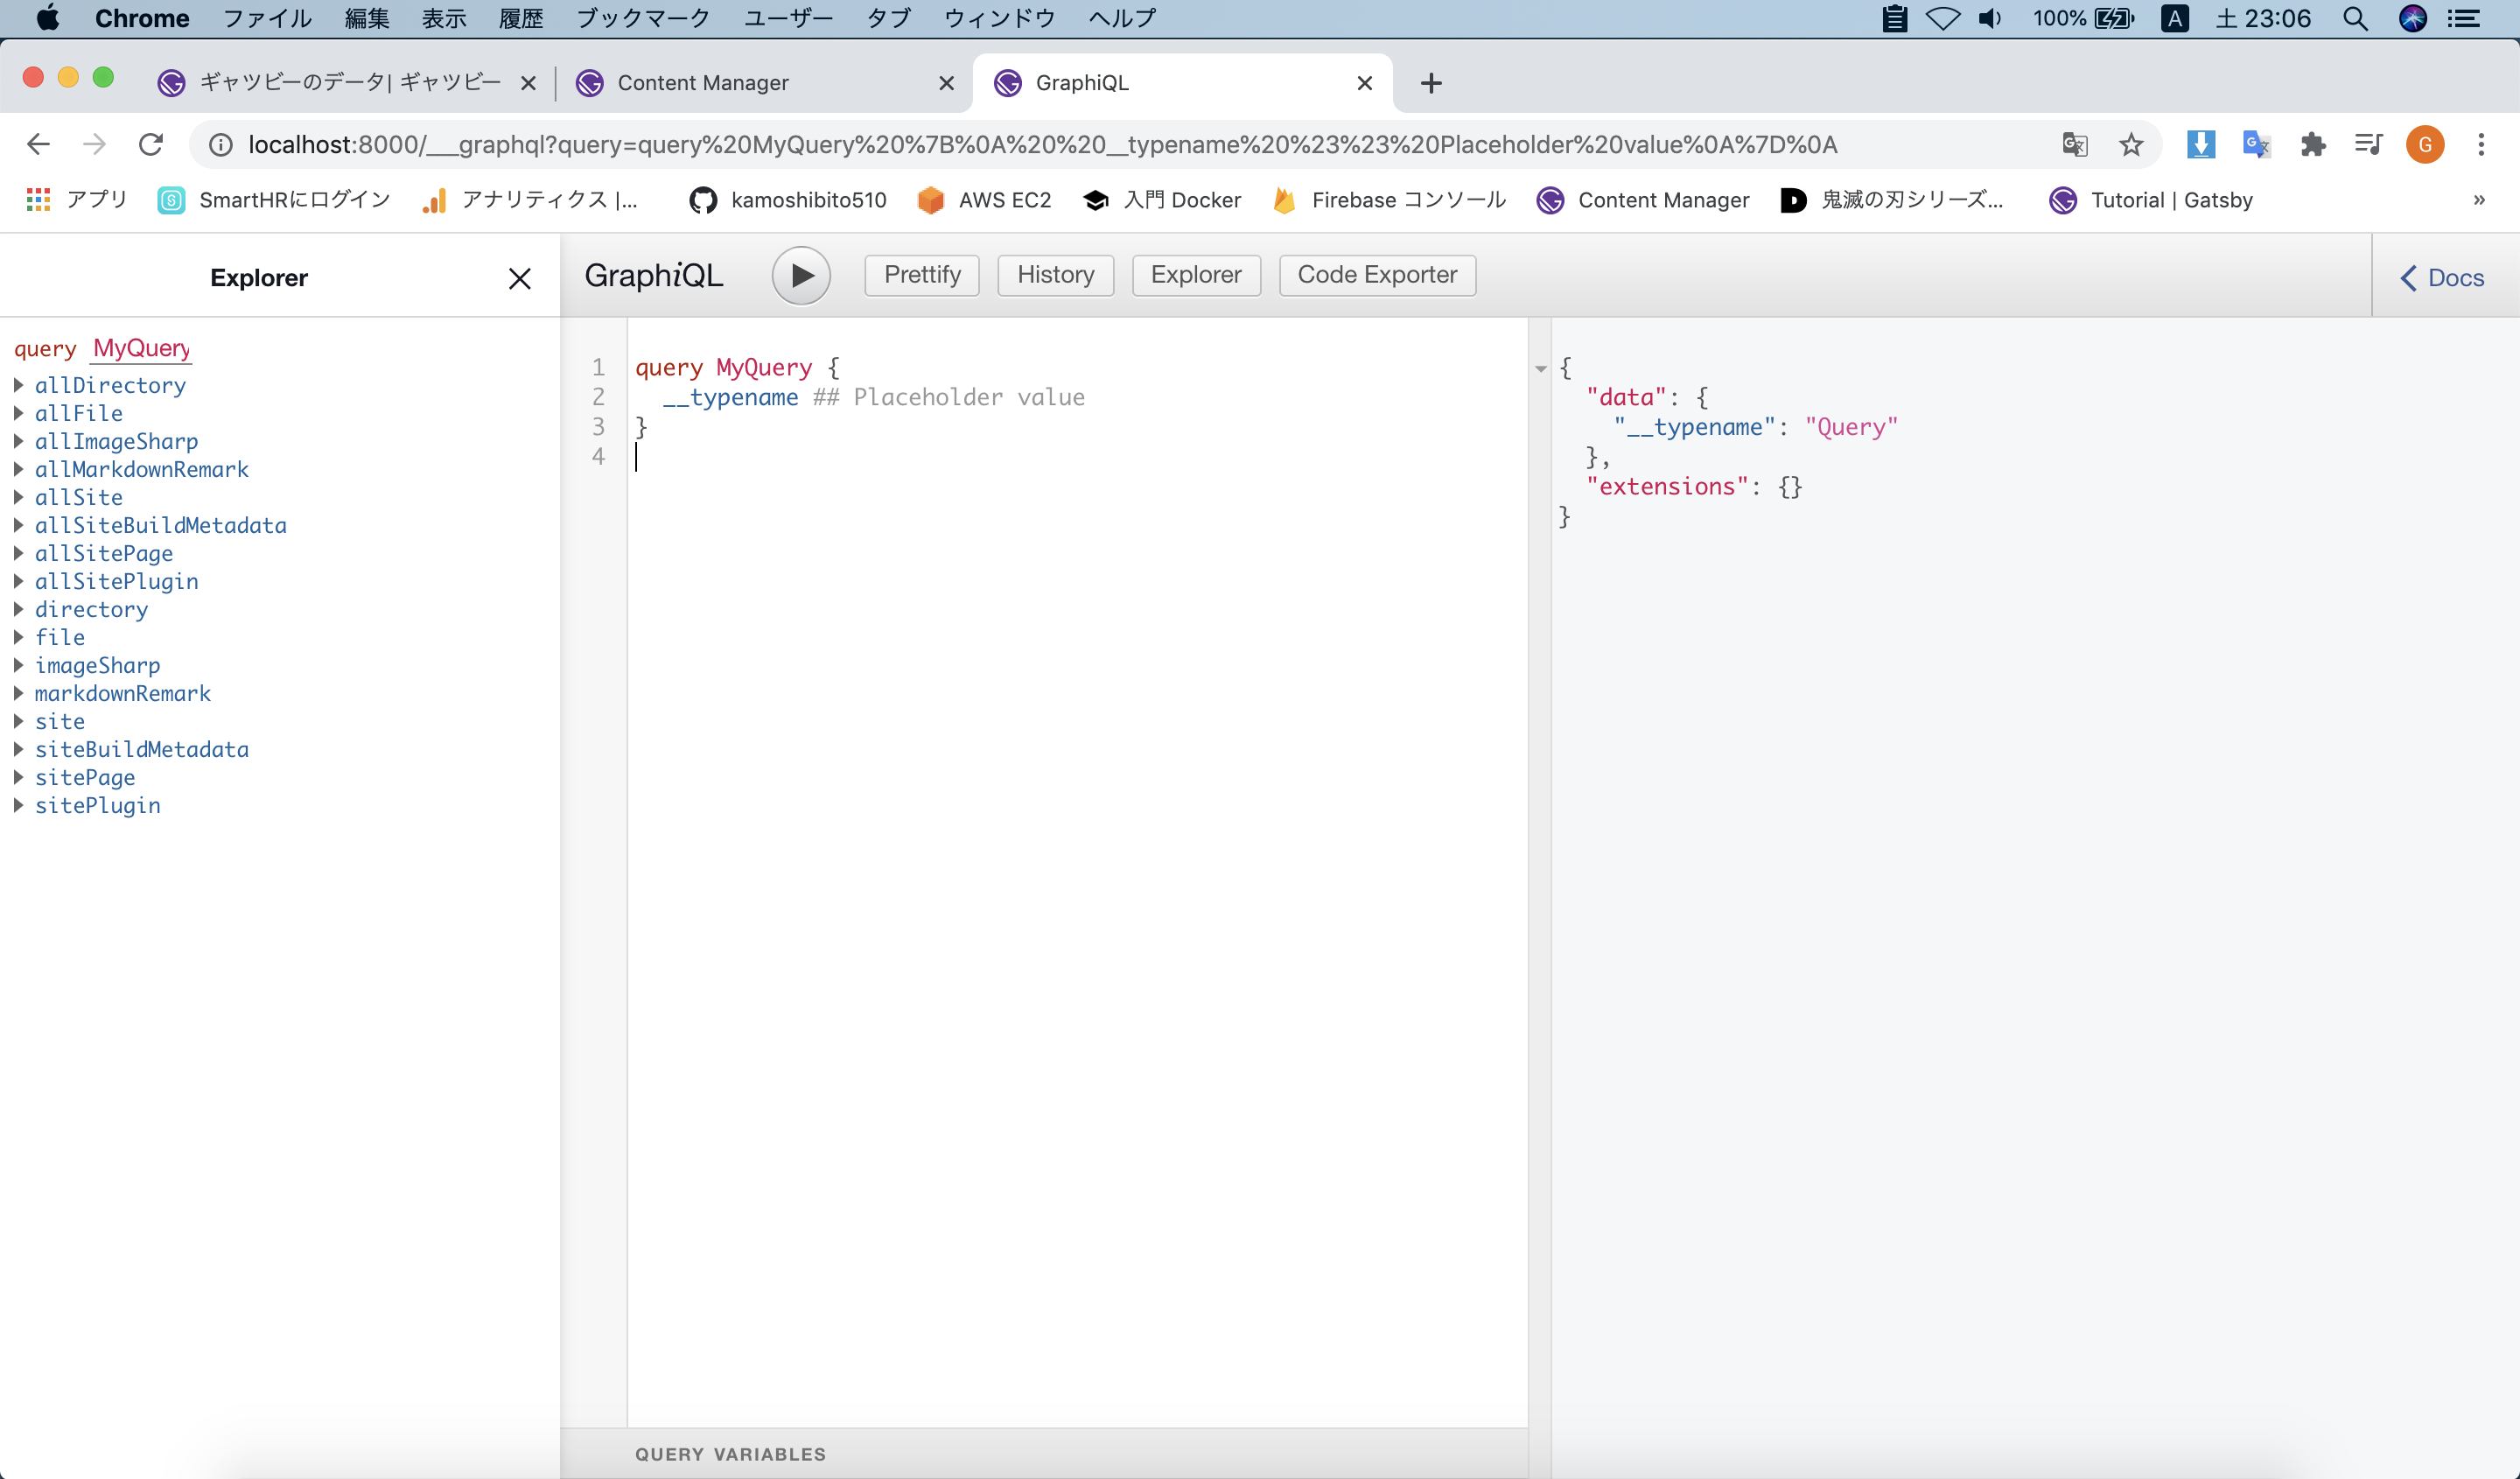 Chrome ファイル 編集 表示 履歴 ブックマーク ユーザー タブ ウィンドウ ヘルプ 100% A 土 23:06
ギャツビーのデータ| ギャツビー Content Manager GraphiQL
localhost:8000/___graphql?query=query%20MyQuery%20%7B%0A%20%20__typename%20%23%23%20Placeholder%20value%0A%7D%0A G
アプリ SmartHRにログイン アナリティクス |... kamoshibito510 AWS EC2 入門 Docker Firebase コンソール Content Manager 鬼滅の刃シリーズ... Tutorial | Gatsby »
Explorer
query MyQuery
allDirectory
allFile
allImageSharp
allMarkdownRemark
allSite
allSiteBuildMetadata
allSitePage
allSitePlugin
directory
file
imageSharp
markdownRemark
site
siteBuildMetadata
sitePage
sitePlugin
GraphiQL Prettify History Explorer Code Exporter Docs
1 query MyQuery {
2 __typename ## Placeholder value
3 }
4
QUERY VARIABLES
{
"data": {
"__typename": "Query"
},
"extensions": {}
}